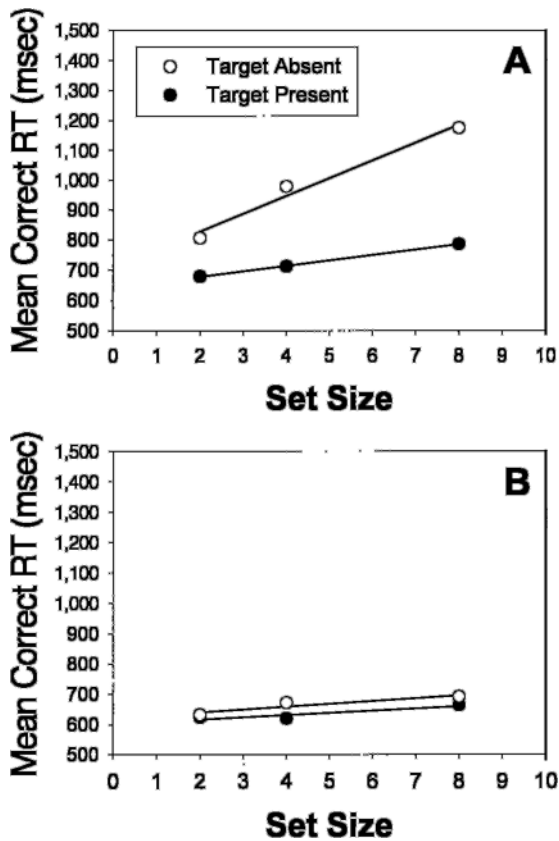 A
Target Absent
Target Present
Mean Correct RT (msec)
1,500
1,400
1,300
1,200
1,100
1,000
900
800
700
600
500
0 1 2 3 4 5 6 7 8 9 10
Set Size
B
Mean Correct RT (msec)
1,500
1,400
1,300
1,200
1,100
1,000
900
800
700
600
500
0 1 2 3 4 5 6 7 8 9 10
Set Size